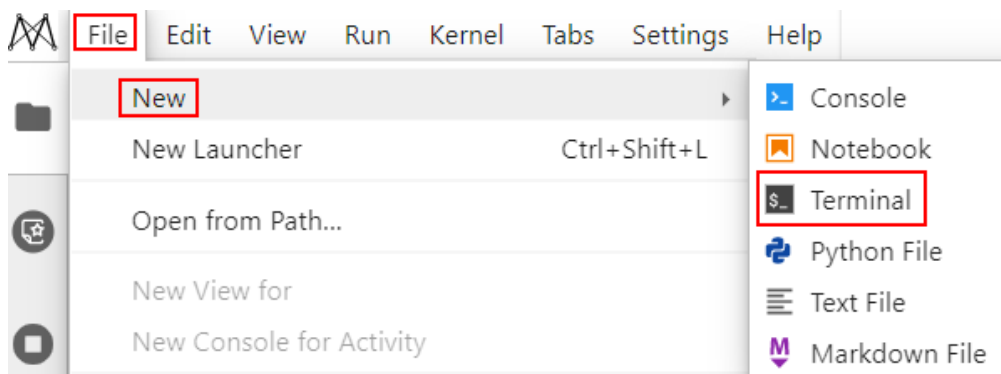 File Edit View Run Kernel Tabs Settings Help
New
New Launcher Ctrl+Shift+L
Open from Path...
New View for
New Console for Activity
Console
Notebook
$_ Terminal
Python File
Text File
M Markdown File